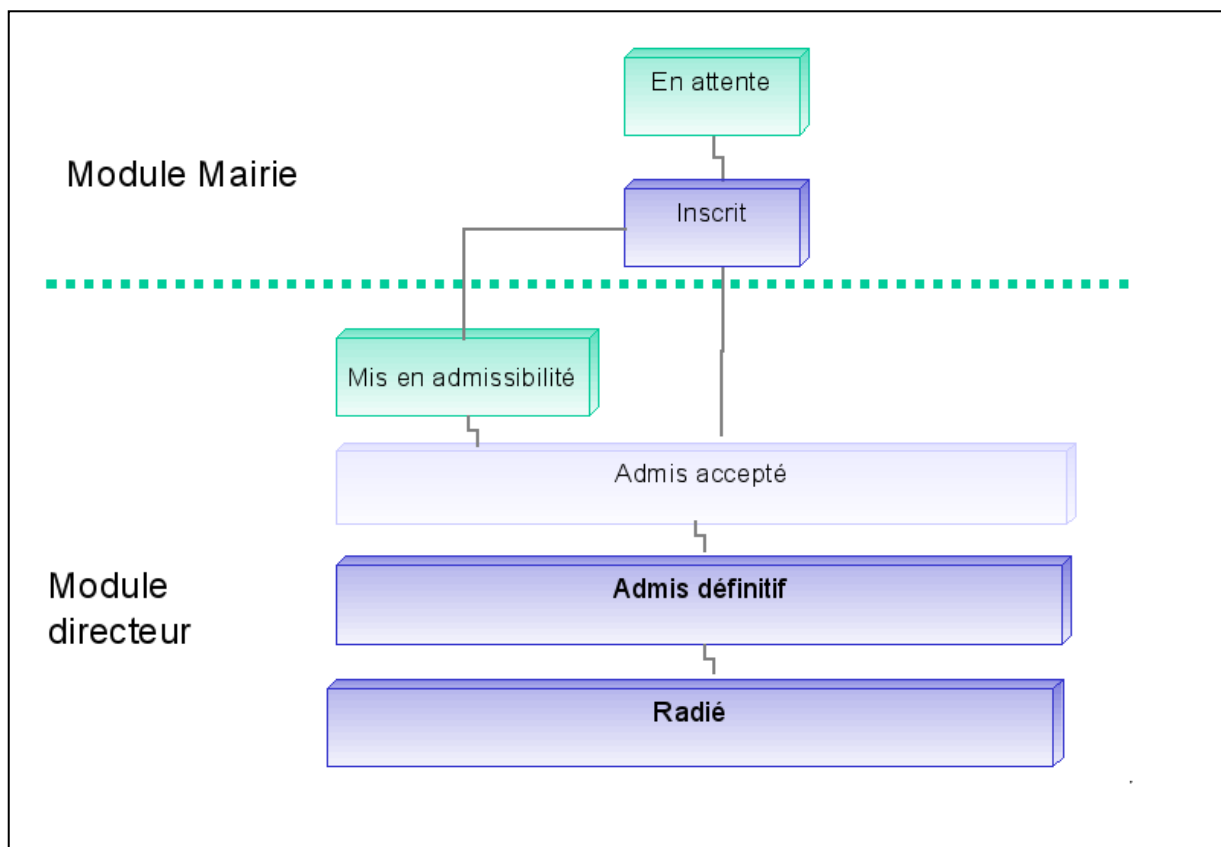 En attente
Module Mairie
Inscrit
Mis en admissibilité
Admis accepté
Module
directeur
Admis définitif
Radié